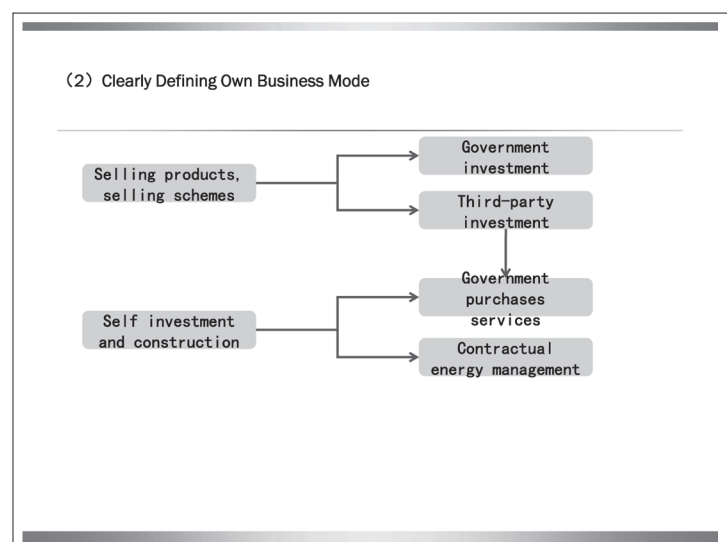 （2）Clearly Defining Own Business Mode
Government
investment
Selling products,
selling schemes
Third-party
investment
Government
purchases
services
Self investment
and construction
Contractual
energy management